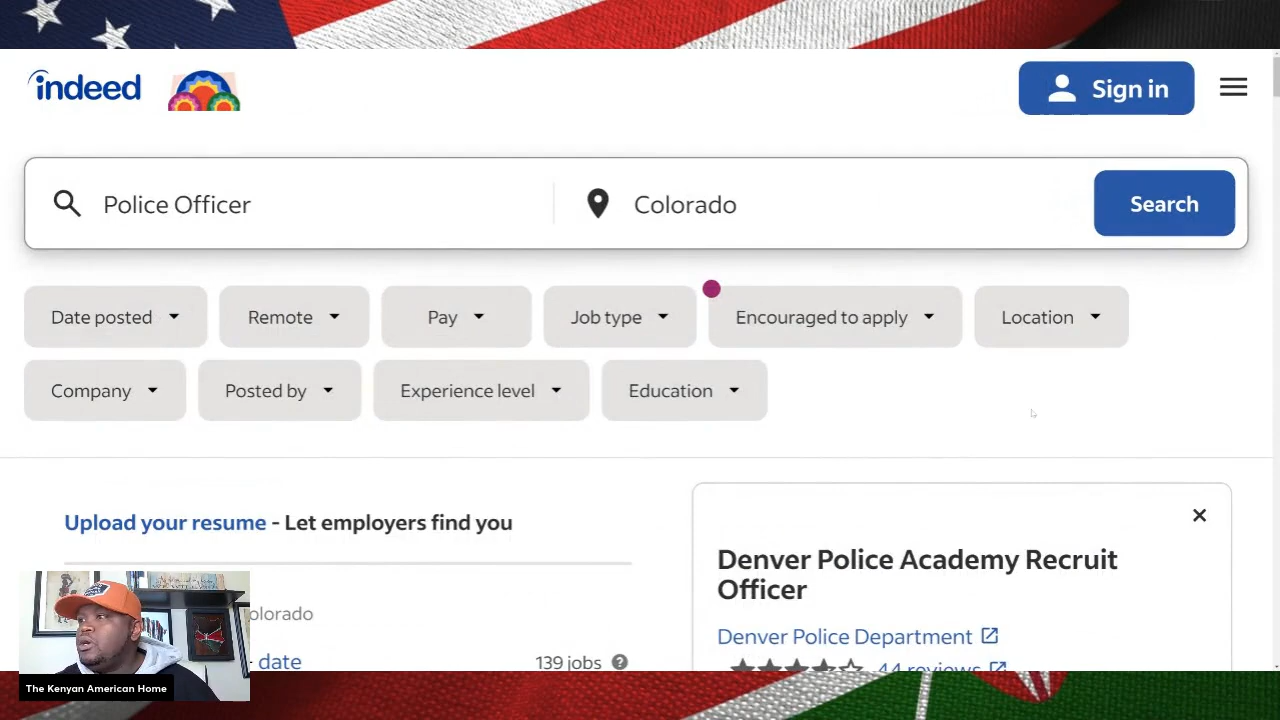 indeed
Sign in
Police Officer
Colorado
Search
Date posted
Remote
Pay
Job type
Encouraged to apply
Location
Company
Posted by
Experience level
Education
Upload your resume - Let employers find you
Denver Police Academy Recruit
Officer
Denver Police Department
44 reviews
olorado
date
139 jobs
The Kenyan American Home